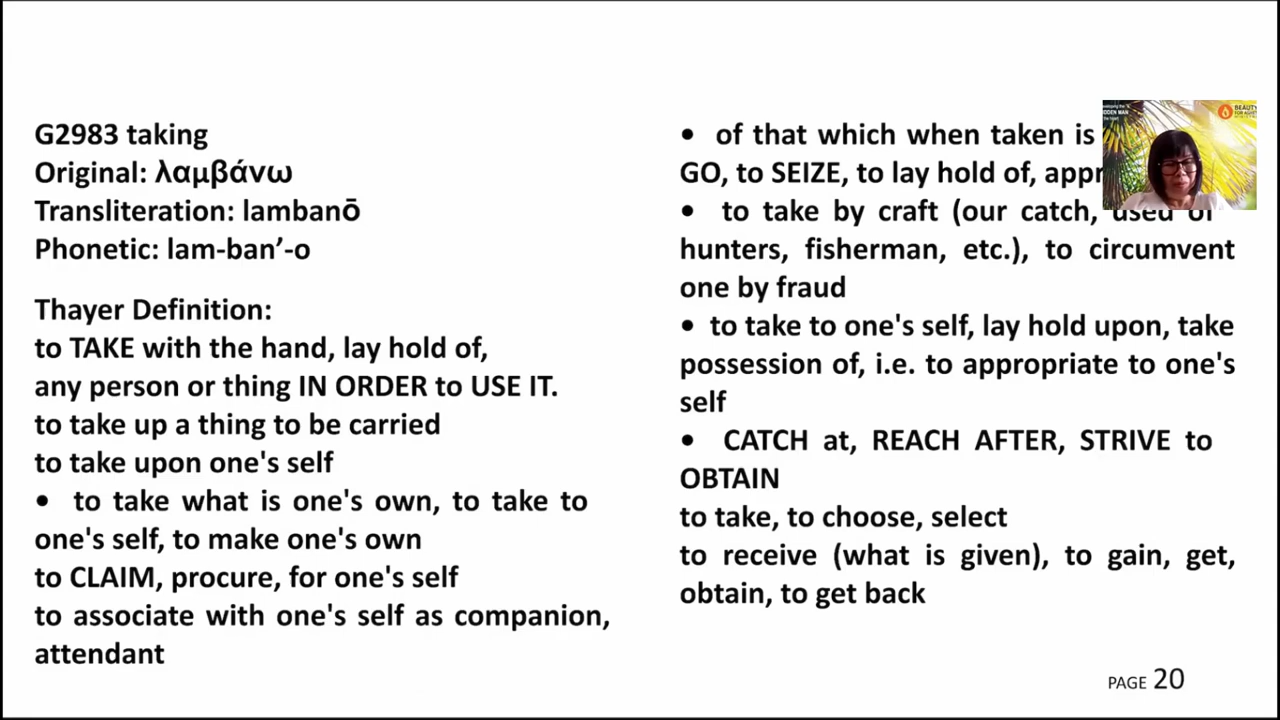 G2983 taking
Original: λαμβάνω
Transliteration: lambanō
Phonetic: lam-ban’-o
Thayer Definition:
to TAKE with the hand, lay hold of,
any person or thing IN ORDER to USE IT.
to take up a thing to be carried
to take upon one's self
• to take what is one's own, to take to
one's self, to make one's own
to CLAIM, procure, for one's self
to associate with one's self as companion,
attendant
• of that which when taken is
GO, to SEIZE, to lay hold of,
• to take by craft (our catch, used of
hunters, fisherman, etc.), to circumvent
one by fraud
• to take to one's self, lay hold upon, take
possession of, i.e. to appropriate to one's
self
• CATCH at, REACH AFTER, STRIVE to
OBTAIN
to take, to choose, select
to receive (what is given), to gain, get,
obtain, to get back
PAGE 20
BEAUTY